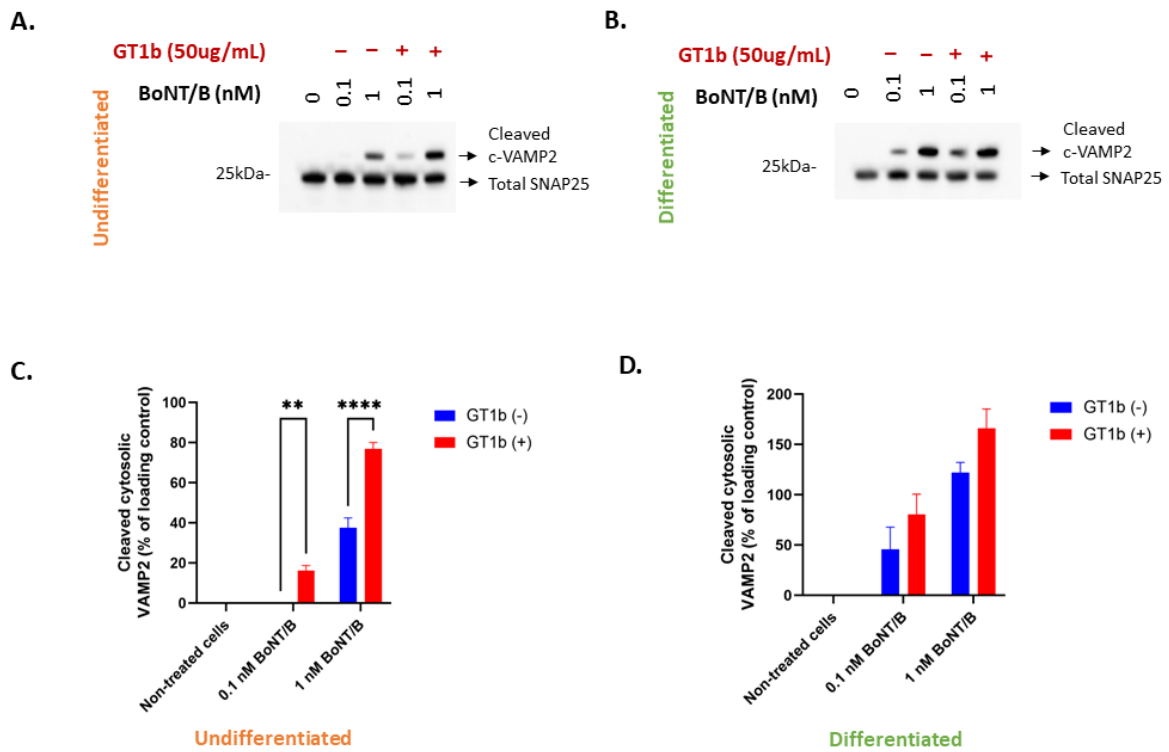 A.
GT1b (50ug/mL) – – + +
BoNT/B (nM) 0 0.1 1 0.1 1
Undifferentiated
25kDa-
Cleaved
c-VAMP2
Total SNAP25
B.
GT1b (50ug/mL) – – + +
BoNT/B (nM) 0 0.1 1 0.1 1
Differentiated
25kDa-
Cleaved
c-VAMP2
Total SNAP25
C.
Cleaved cytosolic
VAMP2 (% of loading control)
100
80
60
40
20
0
** ****
GT1b (-)
GT1b (+)
Non-treated cells
0.1 nM BoNT/B
1 nM BoNT/B
Undifferentiated
D.
Cleaved cytosolic
VAMP2 (% of loading control)
200
150
100
50
0
GT1b (-)
GT1b (+)
Non-treated cells
0.1 nM BoNT/B
1 nM BoNT/B
Differentiated